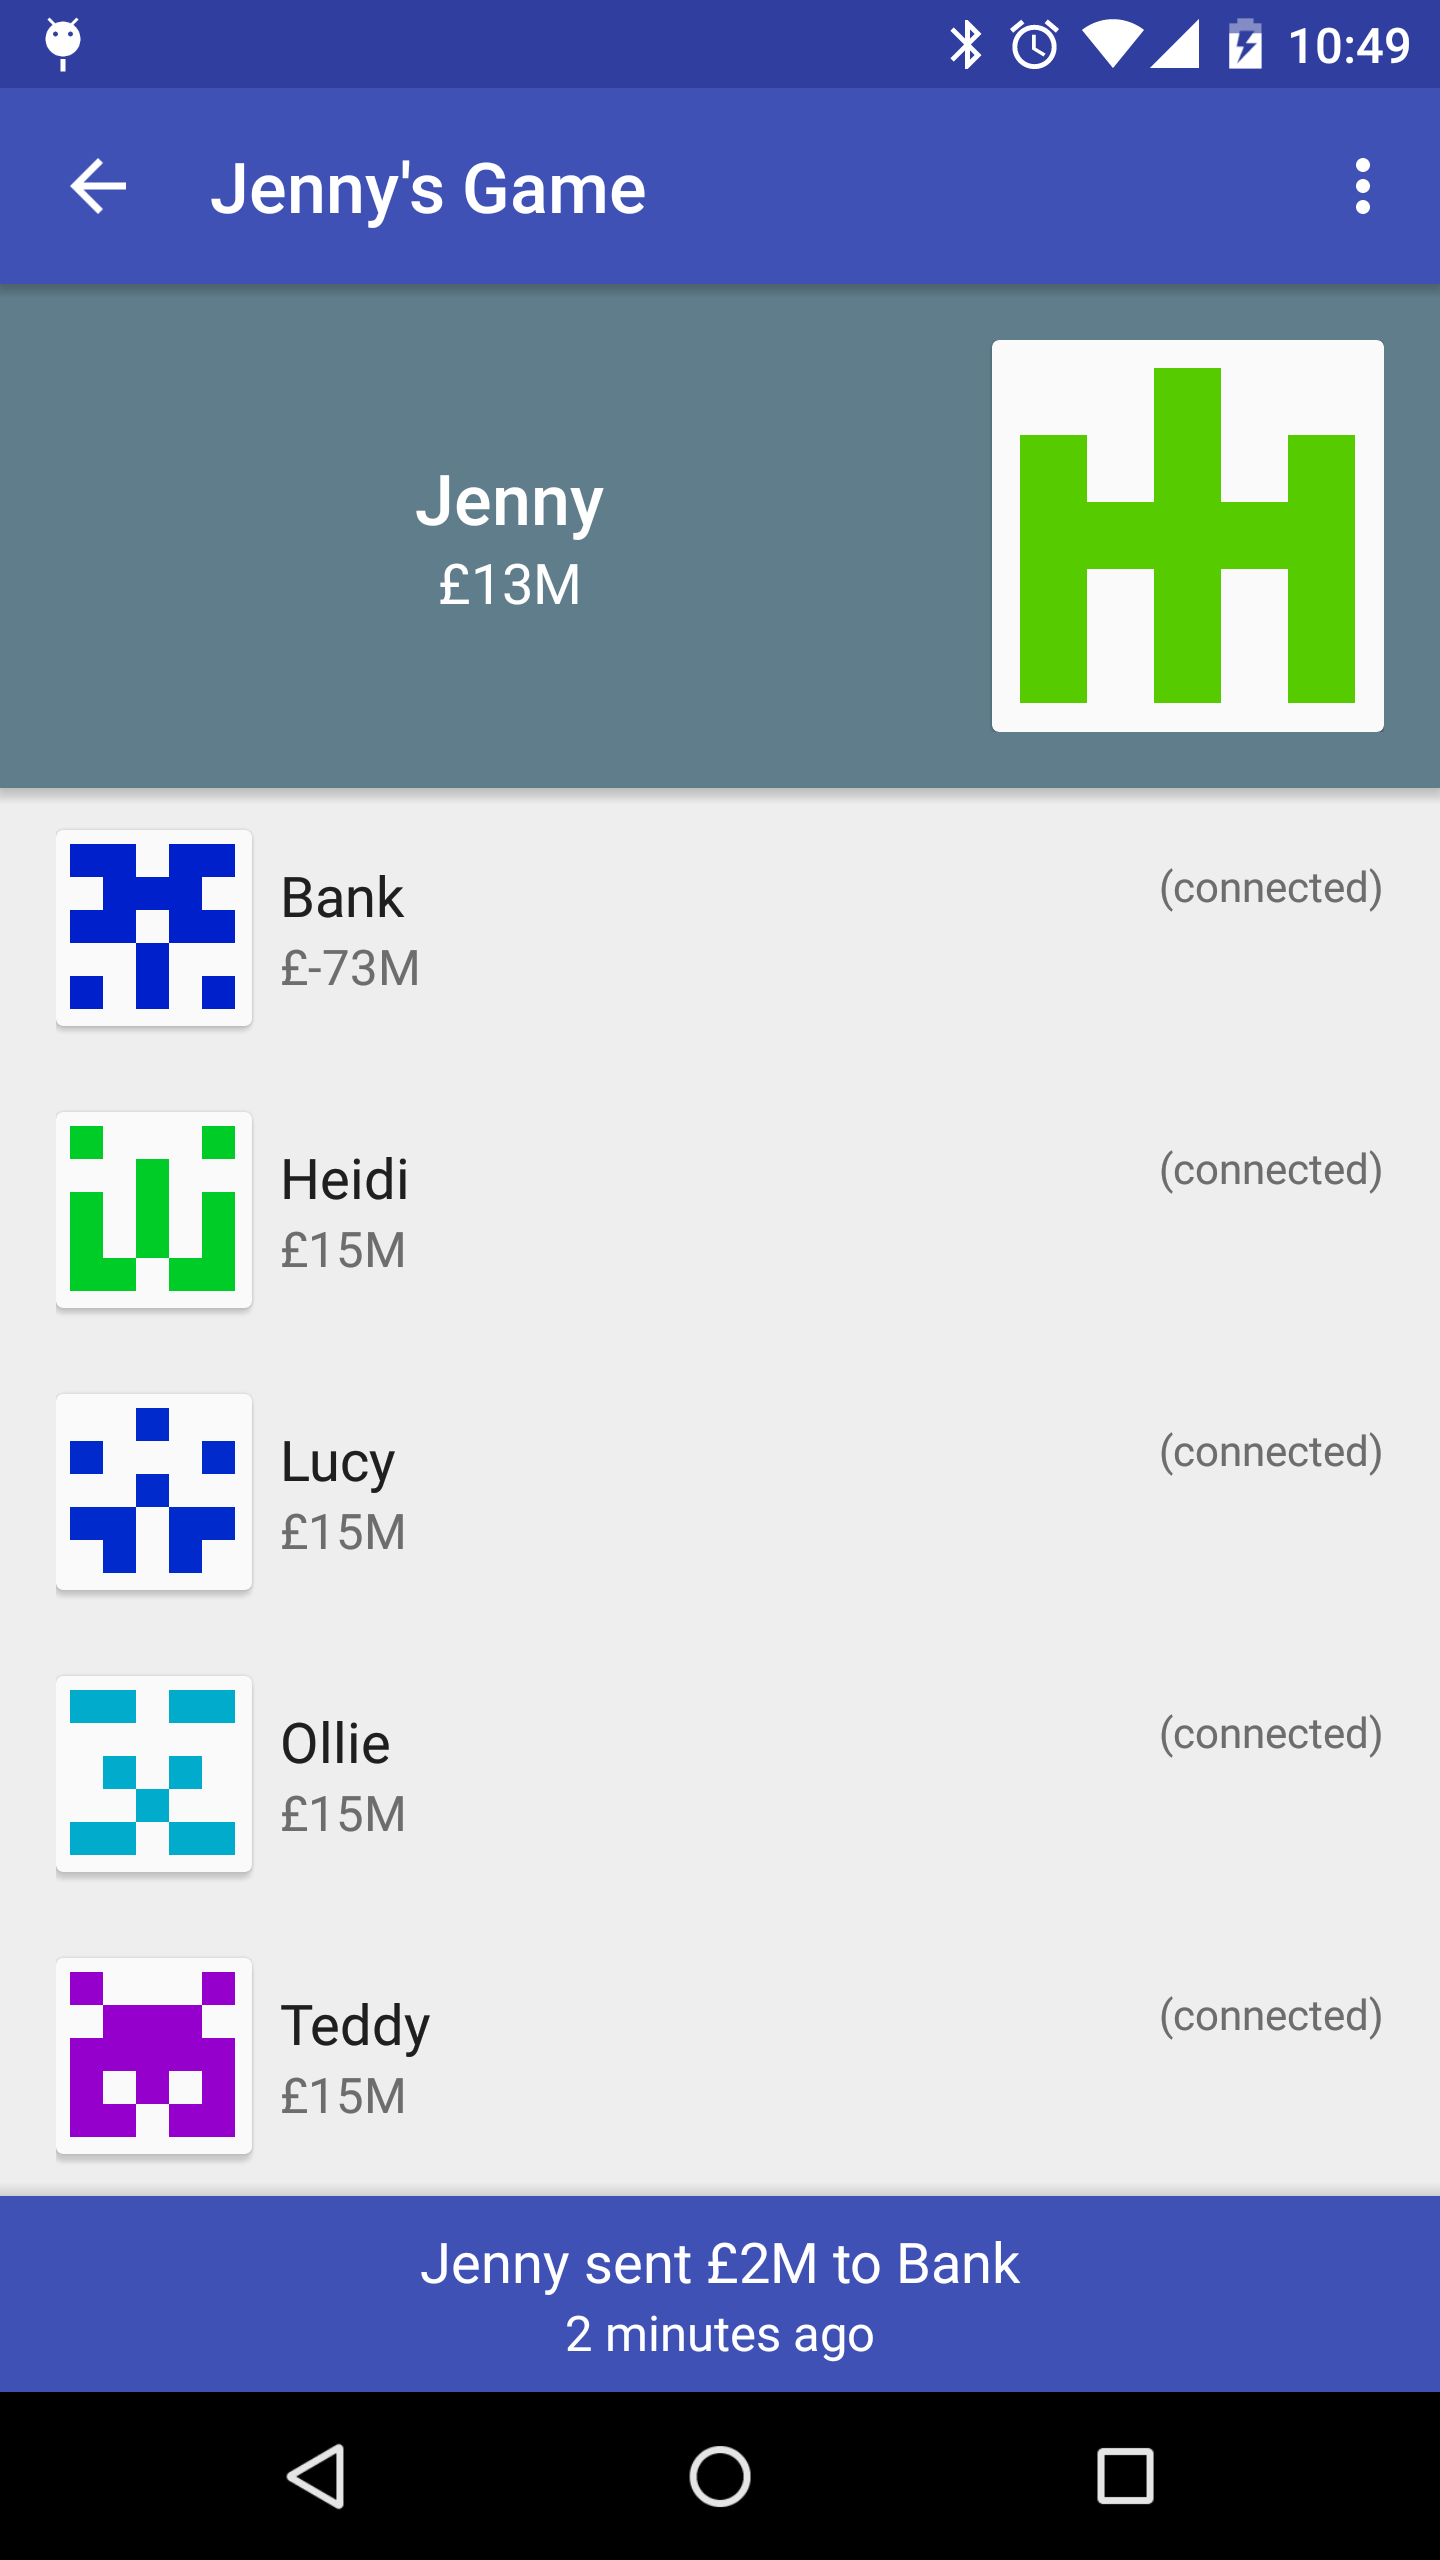 10:49
Jenny's Game
Jenny
£13M
Bank
(connected)
£-73M
Heidi
(connected)
£15M
Lucy
(connected)
£15M
Ollie
(connected)
£15M
Teddy
(connected)
£15M
Jenny sent £2M to Bank
2 minutes ago